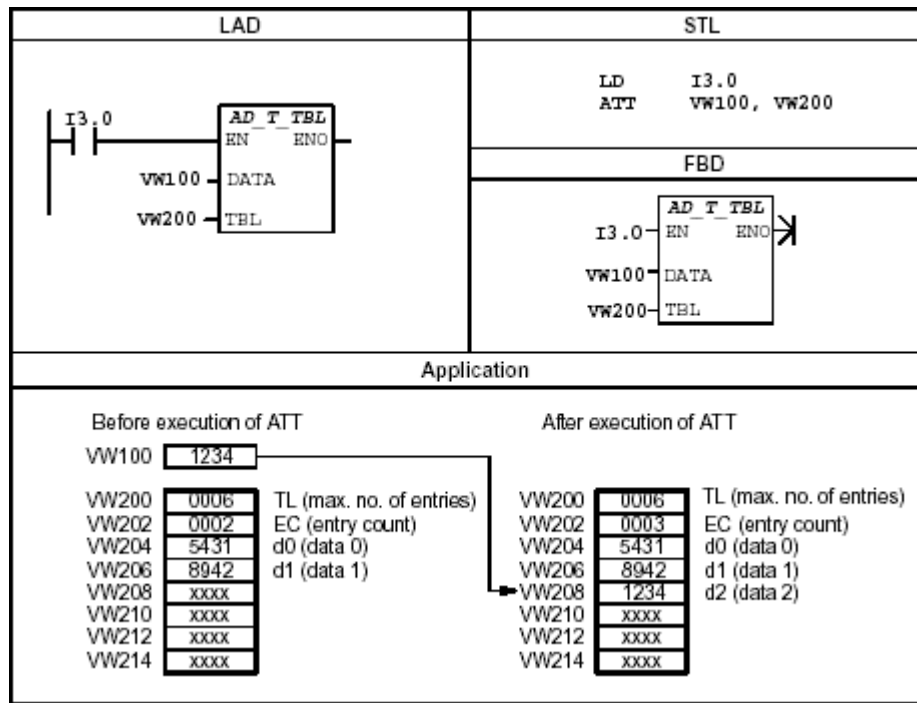 LAD
I3.0
AD_T_TBL
EN ENO
VW100 DATA
VW200 TBL
STL
LD I3.0
ATT VW100, VW200
FBD
AD_T_TBL
I3.0 EN ENO
VW100 DATA
VW200 TBL
Application
Before execution of ATT
VW100 1234
VW200 0006 TL (max. no. of entries)
VW202 0002 EC (entry count)
VW204 5431 d0 (data 0)
VW206 8942 d1 (data 1)
VW208 xxxx
VW210 xxxx
VW212 xxxx
VW214 xxxx
After execution of ATT
VW200 0006 TL (max. no. of entries)
VW202 0003 EC (entry count)
VW204 5431 d0 (data 0)
VW206 8942 d1 (data 1)
VW208 1234 d2 (data 2)
VW210 xxxx
VW212 xxxx
VW214 xxxx